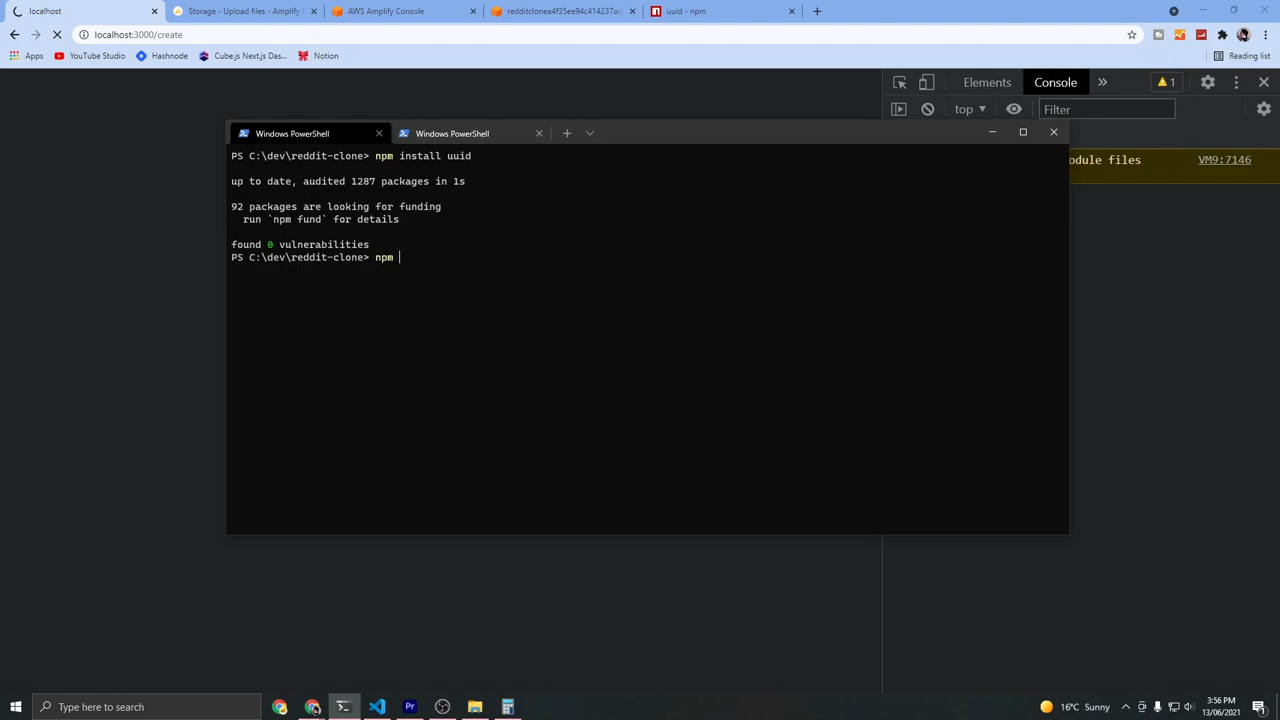 localhost
Storage - Upload files - Amplify
AWS Amplify Console
redditclonea4f35ee94c414237ad
uuid - npm
localhost:3000/create
Apps
YouTube Studio
Hashnode
Cube.js Next.js Das...
Notion
Reading list
Elements
Console
1
top
Filter
Windows PowerShell
Windows PowerShell
PS C:\dev\reddit-clone> npm install uuid
odule files
VM9:7146
up to date, audited 1287 packages in 1s
92 packages are looking for funding
run `npm fund` for details
found 0 vulnerabilities
PS C:\dev\reddit-clone> npm
Type here to search
Pr
16°C Sunny
3:56 PM
13/06/2021
1